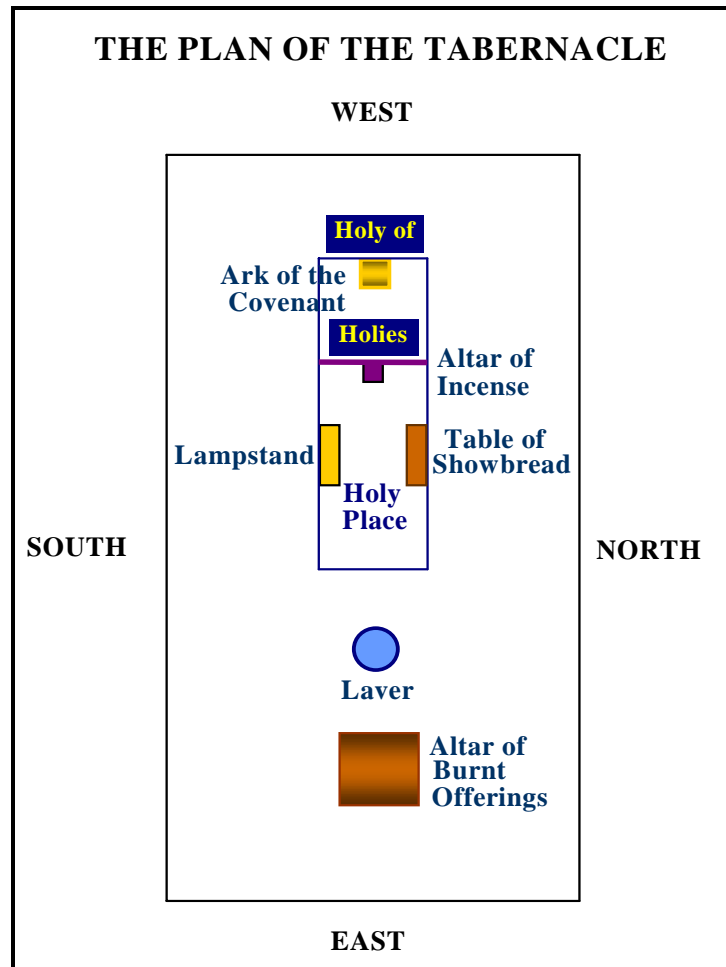 THE PLAN OF THE TABERNACLE
WEST
Holy of
Ark of the
Covenant
Holies
Altar of
Incense
Lampstand
Table of
Showbread
Holy
Place
SOUTH
NORTH
Laver
Altar of
Burnt
Offerings
EAST